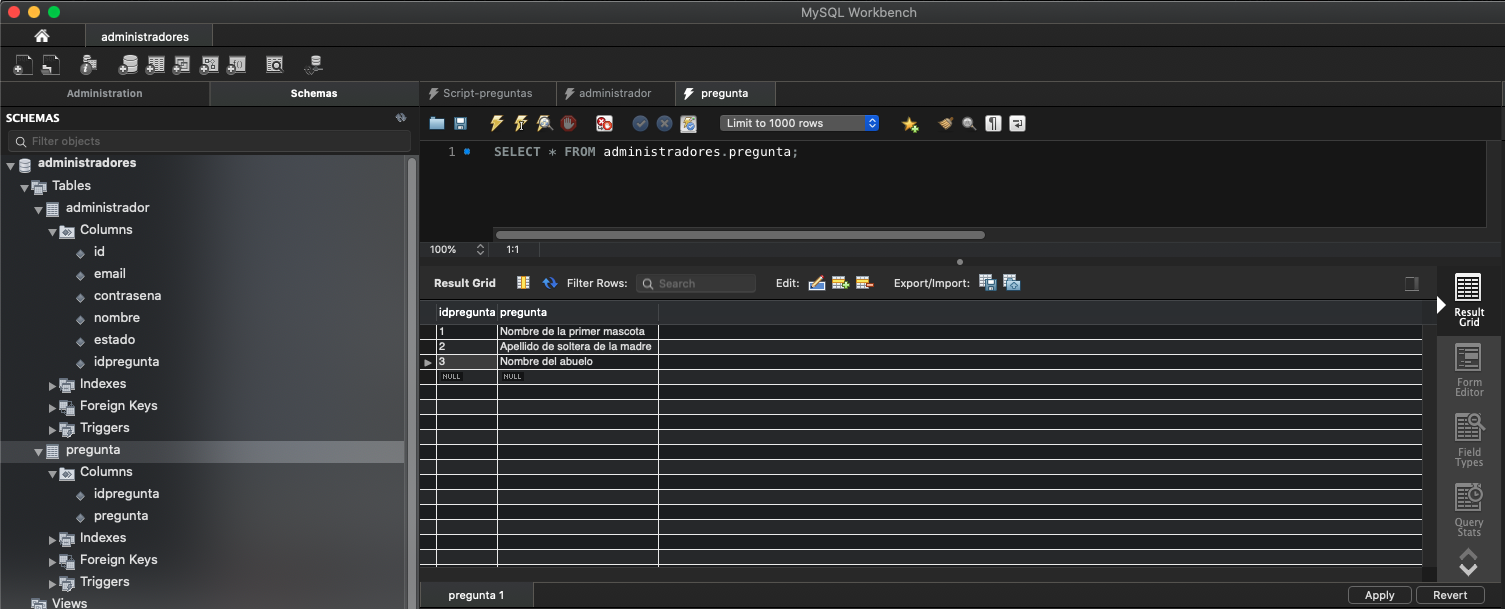 MySQL Workbench
administradores
Administration
Schemas
Script-preguntas
administrador
pregunta
SCHEMAS
Filter objects
administradores
Tables
administrador
Columns
id
email
contrasena
nombre
estado
idpregunta
Indexes
Foreign Keys
Triggers
pregunta
Columns
idpregunta
pregunta
Indexes
Foreign Keys
Triggers
Views
Limit to 1000 rows
1 SELECT * FROM administradores.pregunta;
100% 1:1
Result Grid Filter Rows: Search Edit: Export/Import:
idpregunta pregunta
1 Nombre de la primer mascota
2 Apellido de soltera de la madre
3 Nombre del abuelo
NULL NULL
Result
Grid
Form
Editor
Field
Types
Query
Stats
pregunta 1
Apply Revert